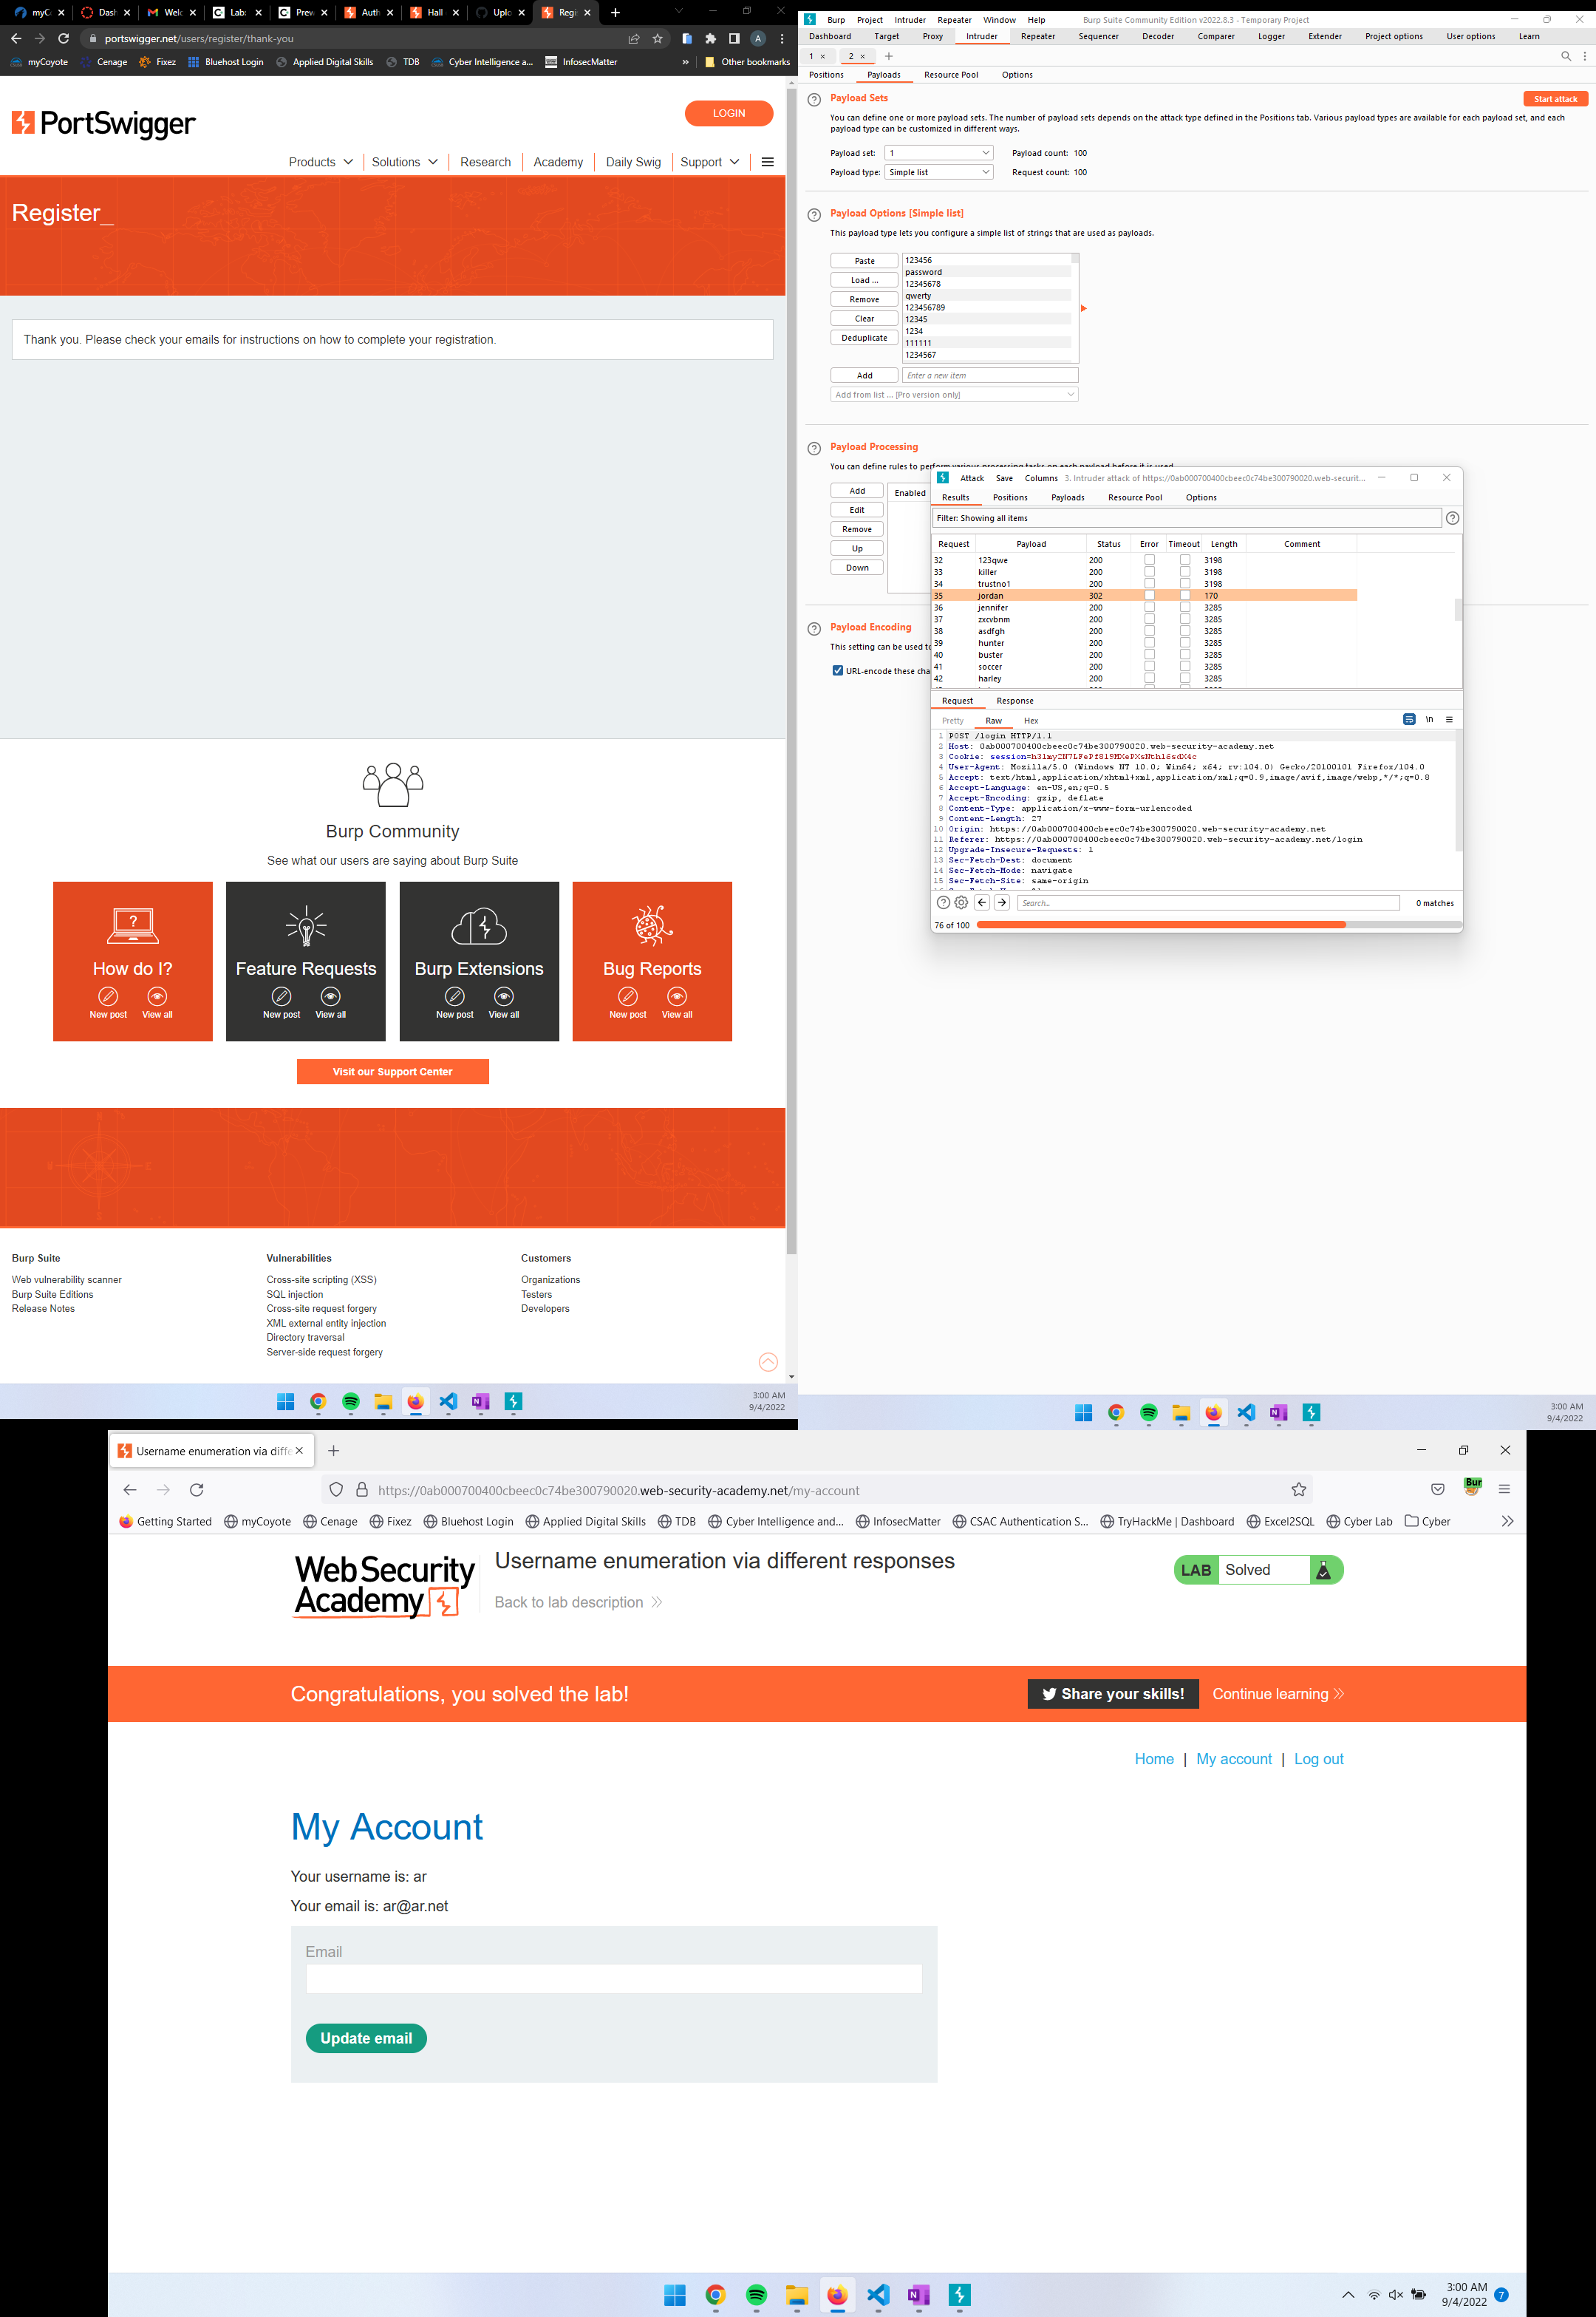 myC
Dash
Welc
Lab:
Prev
Auth
Hall
Uplo
Regi
portswigger.net/users/register/thank-you
myCoyote
Cenage
Fixez
Bluehost Login
Applied Digital Skills
TDB
Cyber Intelligence a...
InfosecMatter
»
Other bookmarks
PortSwigger
LOGIN
Products
Solutions
Research
Academy
Daily Swig
Support
Register_
Thank you. Please check your emails for instructions on how to complete your registration.
Burp Community
See what our users are saying about Burp Suite
How do I?
New post View all
Feature Requests
New post View all
Burp Extensions
New post View all
Bug Reports
New post View all
Visit our Support Center
Burp Suite
Web vulnerability scanner
Burp Suite Editions
Release Notes
Vulnerabilities
Cross-site scripting (XSS)
SQL injection
Cross-site request forgery
XML external entity injection
Directory traversal
Server-side request forgery
Customers
Organizations
Testers
Developers
3:00 AM
9/4/2022
Burp Project Intruder Repeater Window Help
Burp Suite Community Edition v2022.8.3 - Temporary Project
Dashboard Target Proxy Intruder Repeater Sequencer Decoder Comparer Logger Extender Project options User options Learn
1 × 2 × +
Positions Payloads Resource Pool Options
Payload Sets
Start attack
You can define one or more payload sets. The number of payload sets depends on the attack type defined in the Positions tab. Various payload types are available for each payload set, and each
payload type can be customized in different ways.
Payload set: 1 Payload count: 100
Payload type: Simple list Request count: 100
Payload Options [Simple list]
This payload type lets you configure a simple list of strings that are used as payloads.
Paste
Load ...
Remove
Clear
Deduplicate
123456
password
12345678
qwerty
123456789
12345
1234
111111
1234567
Add Enter a new item
Add from list ... [Pro version only]
Payload Processing
You can define rules to perform various processing tasks on each payload before it is used.
Add
Edit
Remove
Up
Down
Enabled
Payload Encoding
This setting can be used to
URL-encode these cha
Attack Save Columns 3. Intruder attack of https://0ab000700400cbeec0c74be300790020.web-securit...
Results Positions Payloads Resource Pool Options
Filter: Showing all items
Request Payload Status Error Timeout Length Comment
32 123qwe 200 3198
33 killer 200 3198
34 trustno1 200 3198
35 jordan 302 170
36 jennifer 200 3285
37 zxcvbnm 200 3285
38 asdfgh 200 3285
39 hunter 200 3285
40 buster 200 3285
41 soccer 200 3285
42 harley 200 3285
Request Response
Pretty Raw Hex
\n
1 POST /login HTTP/1.1
2 Host: 0ab000700400cbeec0c74be300790020.web-security-academy.net
3 Cookie: session=
4 User-Agent: Mozilla/5.0 (Windows NT 10.0; Win64; x64; rv:104.0) Gecko/20100101 Firefox/104.0
5 Accept: text/html,application/xhtml+xml,application/xml;q=0.9,image/avif,image/webp,*/*;q=0.8
6 Accept-Language: en-US,en;q=0.5
7 Accept-Encoding: gzip, deflate
8 Content-Type: application/x-www-form-urlencoded
9 Content-Length: 27
10 Origin: https://0ab000700400cbeec0c74be300790020.web-security-academy.net
11 Referer: https://0ab000700400cbeec0c74be300790020.web-security-academy.net/login
12 Upgrade-Insecure-Requests: 1
13 Sec-Fetch-Dest: document
14 Sec-Fetch-Mode: navigate
15 Sec-Fetch-Site: same-origin
Search...
0 matches
76 of 100
3:00 AM
9/4/2022
Username enumeration via diffe
https://0ab000700400cbeec0c74be300790020.web-security-academy.net/my-account
Bur
Getting Started myCoyote Cenage Fixez Bluehost Login Applied Digital Skills TDB Cyber Intelligence and... InfosecMatter CSAC Authentication S... TryHackMe | Dashboard Excel2SQL Cyber Lab Cyber
Web Security
Academy
Username enumeration via different responses
Back to lab description
LAB Solved
Congratulations, you solved the lab!
Share your skills!
Continue learning
Home | My account | Log out
My Account
Your username is: ar
Your email is: ar@ar.net
Email
Update email
3:00 AM
9/4/2022
7